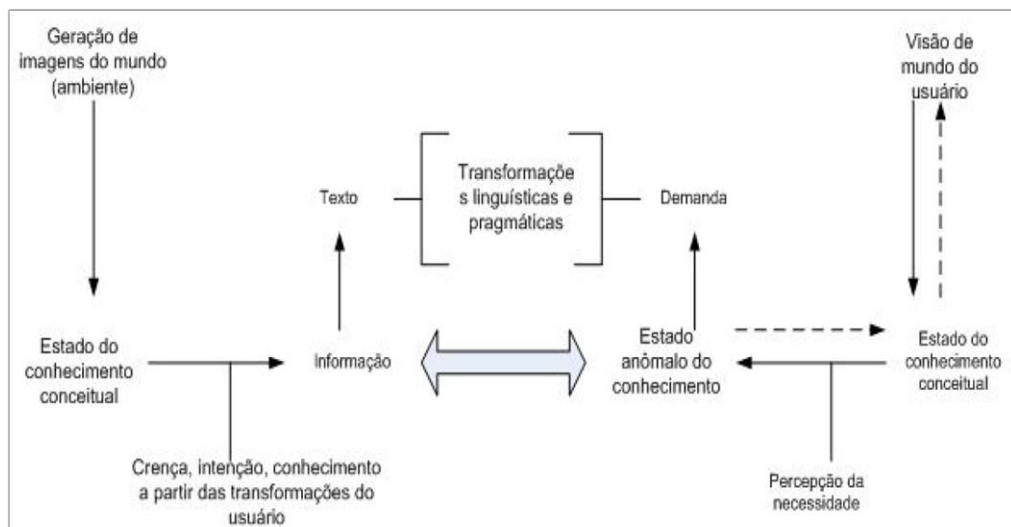 Geração de
imagens do mundo
(ambiente)
Visão de
mundo do
usuário
Texto
Transformaçõe
s linguísticas e
pragmáticas
Demanda
Estado do
conhecimento
conceitual
Informação
Estado
anômalo do
conhecimento
Estado do
conhecimento
conceitual
Crença, intenção, conhecimento
a partir das transformações do
usuário
Percepção da
necessidade